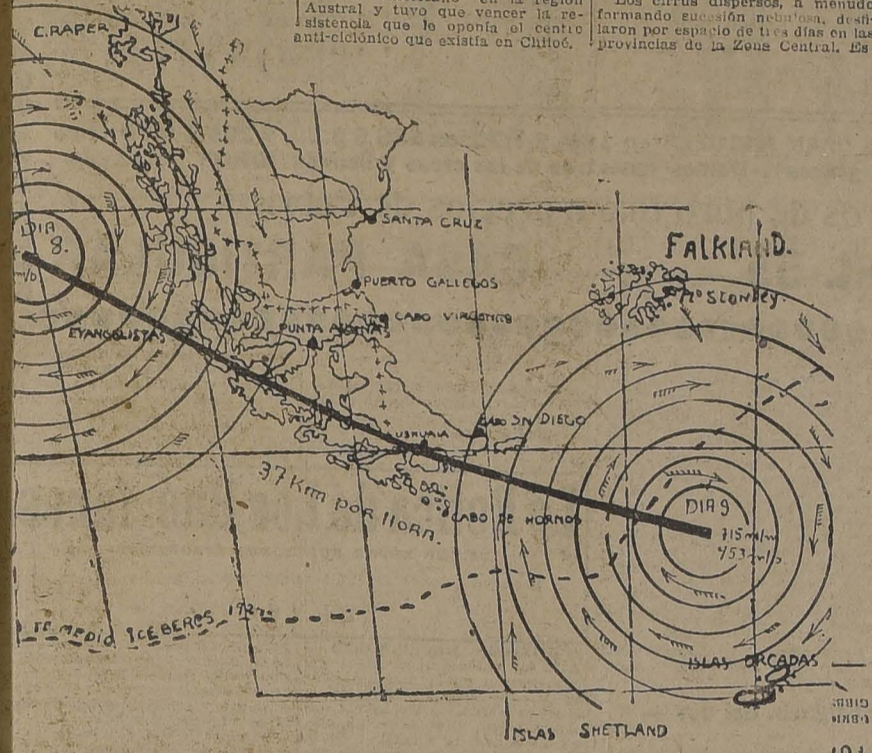 Austral y tuvo que vencer la re-
sistencia que le oponía el centro
anti-ciclónico que existía en Chiloé.
Los cirrus dispersos, a menudo
formando sucesión nebulosa, desfi-
laron por espacio de tres días en las
provincias de la Zona Central. Es
C. RAPER
DIA
8.
m/b
SANTA CRUZ
FALKLAND.
PUERTO GALLEGOS
Pto Stanley.
CABO VIRGENES
PUNTA ARENAS
EVANGELISTAS
CABO SN DIEGO
USHUAIA
37 Km por Hora.
CABO DE HORNOS
DIA 9
715 m/m
953 m/b
TE MEDIO ICEBERGS 1927.
ISLAS ORCADAS
ISLAS SHETLAND